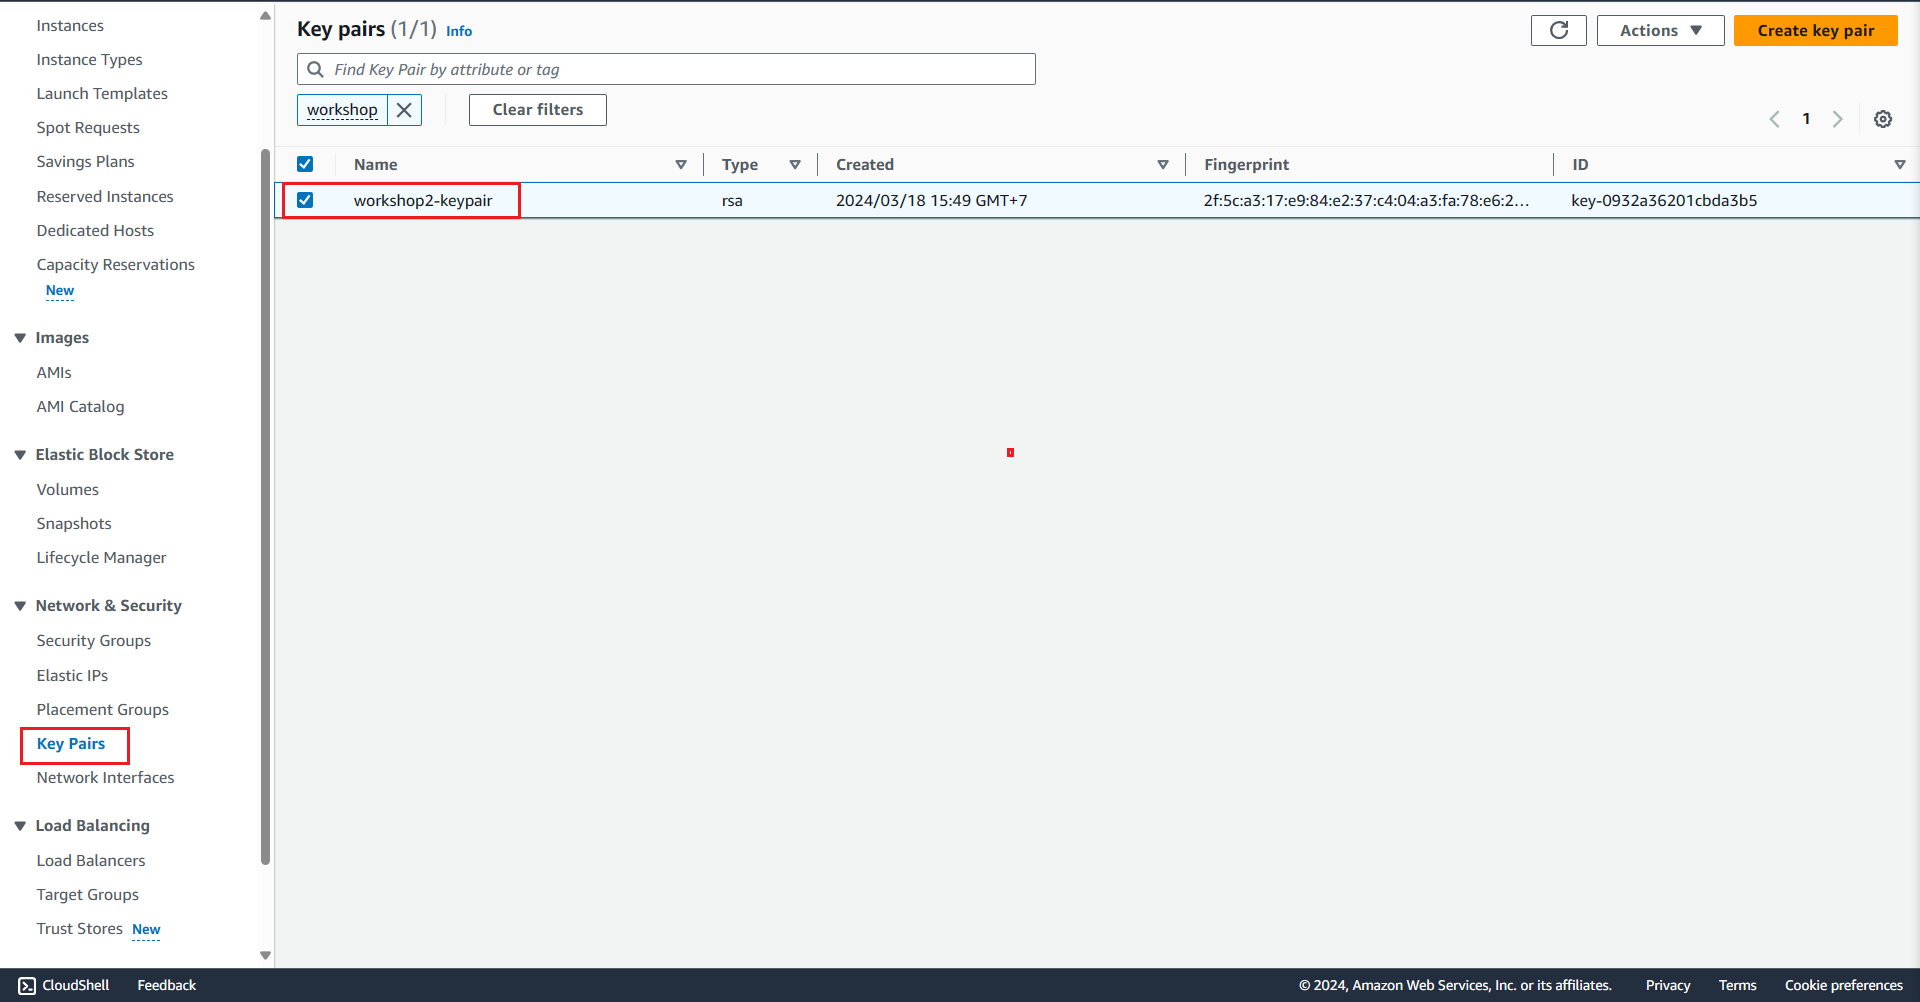 Instances
Instance Types
Launch Templates
Spot Requests
Savings Plans
Reserved Instances
Dedicated Hosts
Capacity Reservations
New
Images
AMIs
AMI Catalog
Elastic Block Store
Volumes
Snapshots
Lifecycle Manager
Network & Security
Security Groups
Elastic IPs
Placement Groups
Key Pairs
Network Interfaces
Load Balancing
Load Balancers
Target Groups
Trust Stores New
Key pairs (1/1) Info
Actions
Create key pair
Find Key Pair by attribute or tag
workshop
Clear filters
1
Name Type Created Fingerprint ID
workshop2-keypair rsa 2024/03/18 15:49 GMT+7 2f:5c:a3:17:e9:84:e2:37:c4:04:a3:fa:78:e6:2... key-0932a36201cbda3b5
CloudShell Feedback © 2024, Amazon Web Services, Inc. or its affiliates. Privacy Terms Cookie preferences